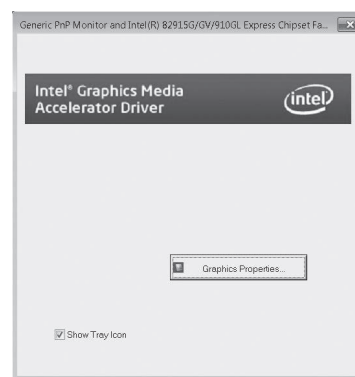 Generic PnP Monitor and Intel(R) 82915G/GV/910GL Express Chipset Fa...
Intel® Graphics Media
Accelerator Driver
intel
Graphics Properties...
Show Tray Icon